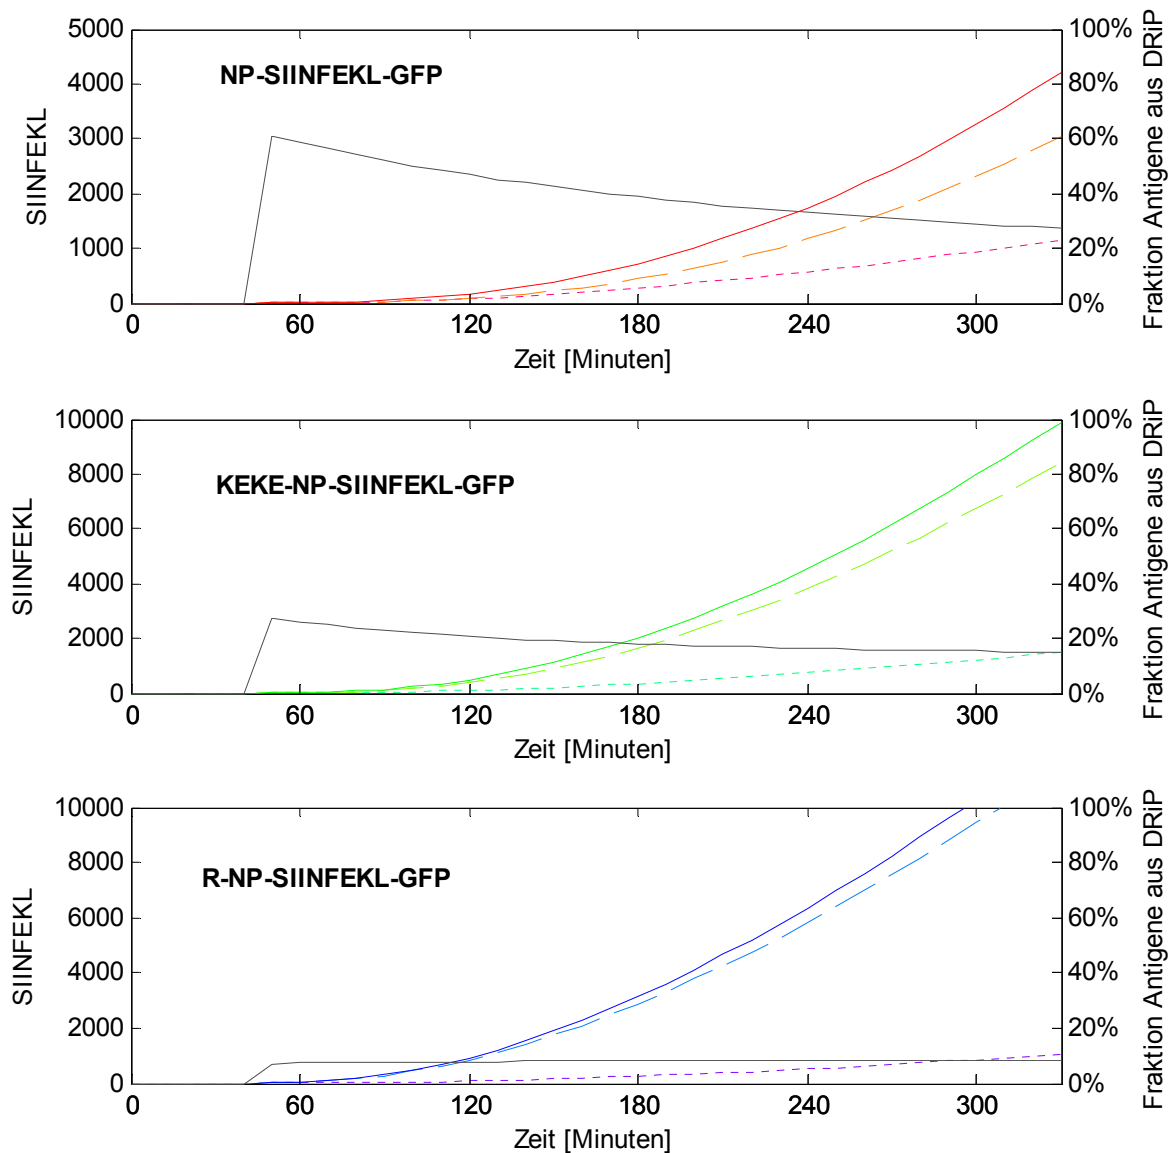 5000
4000
3000
2000
1000
0
SIINFEKL
NP-SIINFEKL-GFP
100%
80%
60%
40%
20%
0%
Fraktion Antigene aus DRiP
0 60 120 180 240 300
Zeit [Minuten]
10000
8000
6000
4000
2000
0
SIINFEKL
KEKE-NP-SIINFEKL-GFP
100%
80%
60%
40%
20%
0%
Fraktion Antigene aus DRiP
0 60 120 180 240 300
Zeit [Minuten]
10000
8000
6000
4000
2000
0
SIINFEKL
R-NP-SIINFEKL-GFP
100%
80%
60%
40%
20%
0%
Fraktion Antigene aus DRiP
0 60 120 180 240 300
Zeit [Minuten]